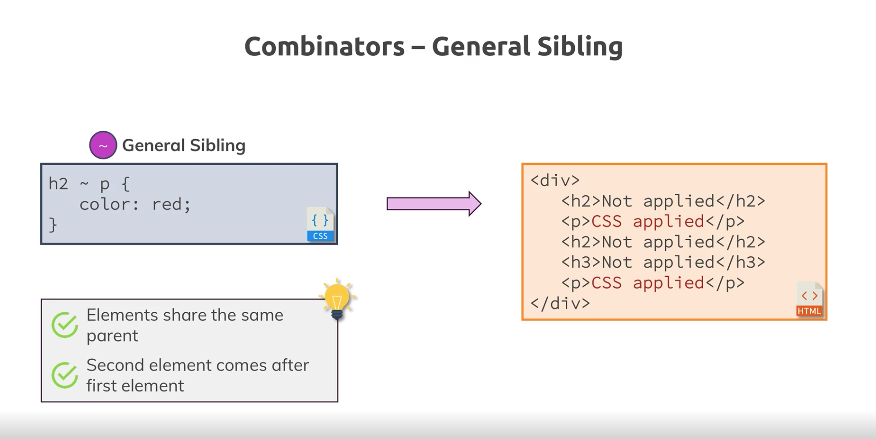 Combinators – General Sibling
~ General Sibling
h2 ~ p {
    color: red;
}
{ }
CSS
<div>
    <h2>Not applied</h2>
    <p>CSS applied</p>
    <h2>Not applied</h2>
    <h3>Not applied</h3>
    <p>CSS applied</p>
</div>
< >
HTML
Elements share the same
parent
Second element comes after
first element